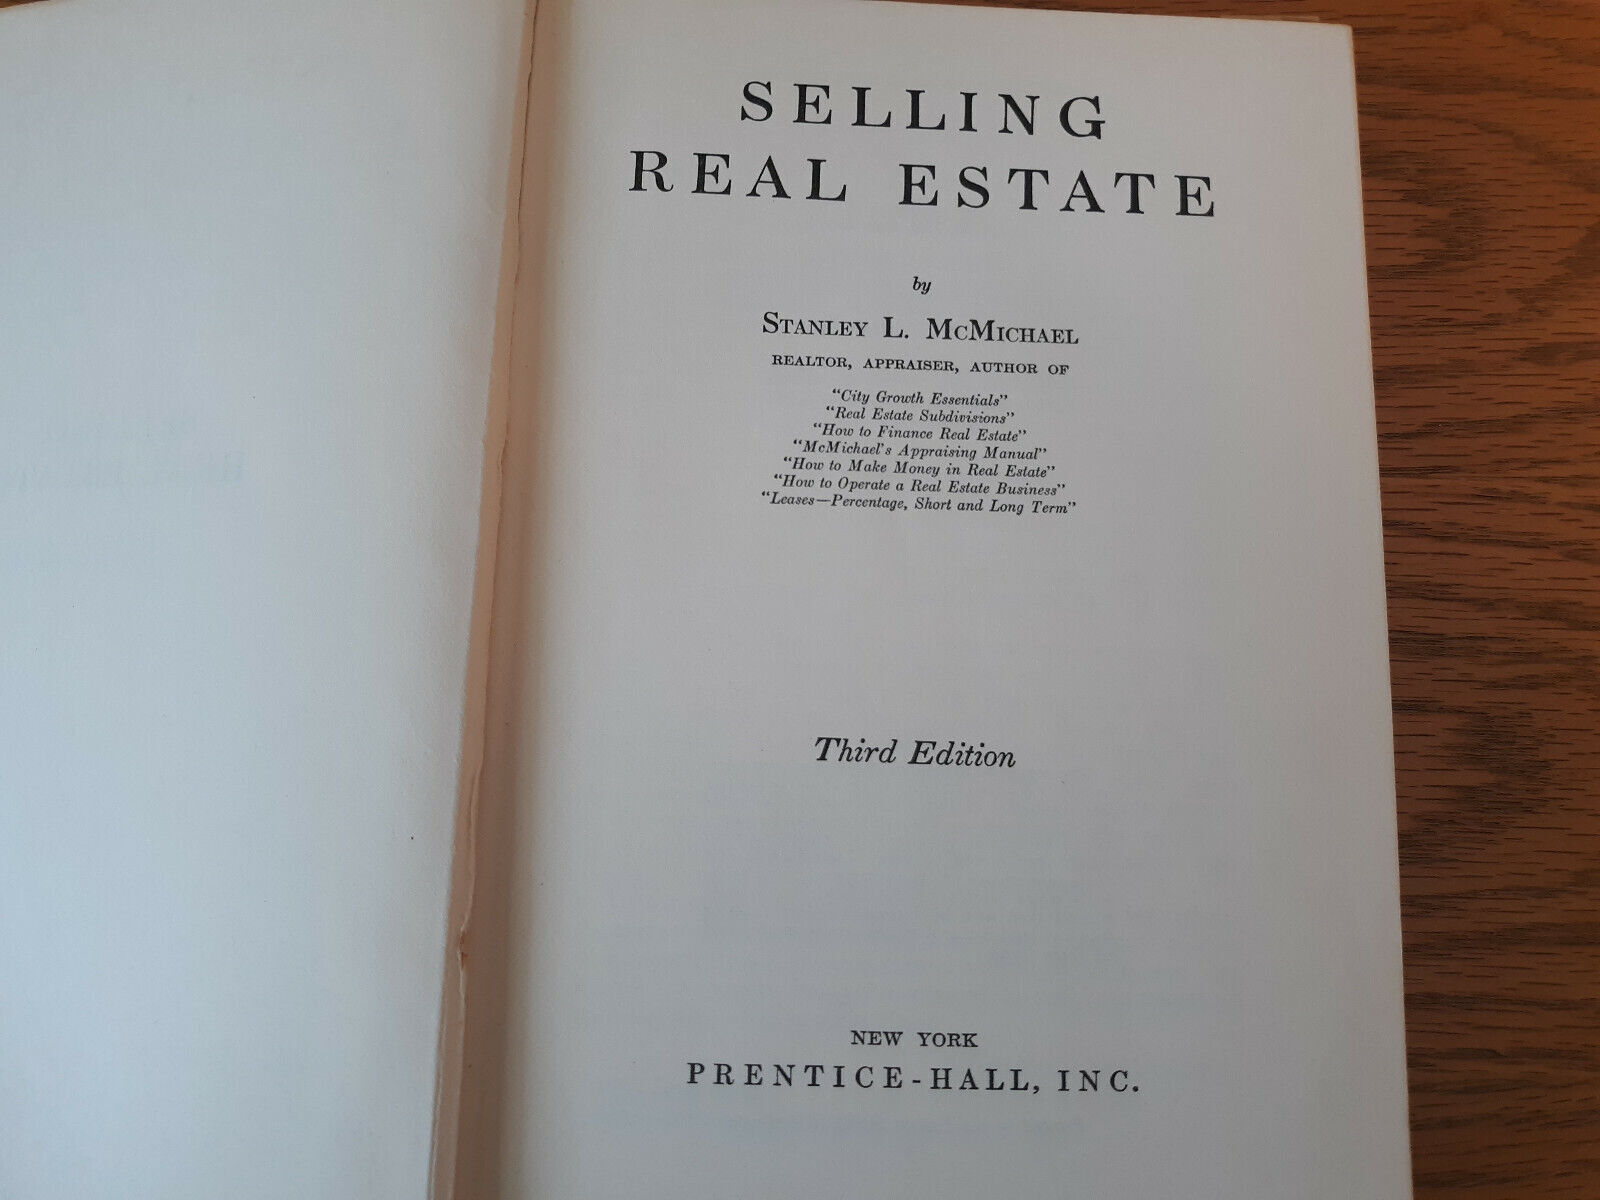 SELLING
REAL ESTATE
by
STANLEY L. MCMICHAEL
REALTOR, APPRAISER, AUTHOR OF
"City Growth Essentials"
"Real Estate Subdivisions"
"How to Finance Real Estate"
"McMichael's Appraising Manual"
"How to Make Money in Real Estate"
"How to Operate a Real Estate Business"
"Leases—Percentage, Short and Long Term"
Third Edition
NEW YORK
PRENTICE-HALL, INC.